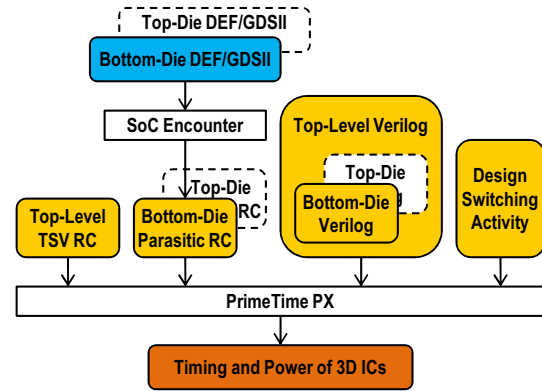 Top-Die DEF/GDSII
Bottom-Die DEF/GDSII
SoC Encounter
Top-Level Verilog
Top-Die
Bottom-Die
Verilog
Design
Switching
Activity
Top-Die
RC
Top-Level
TSV RC
Bottom-Die
Parasitic RC
PrimeTime PX
Timing and Power of 3D ICs